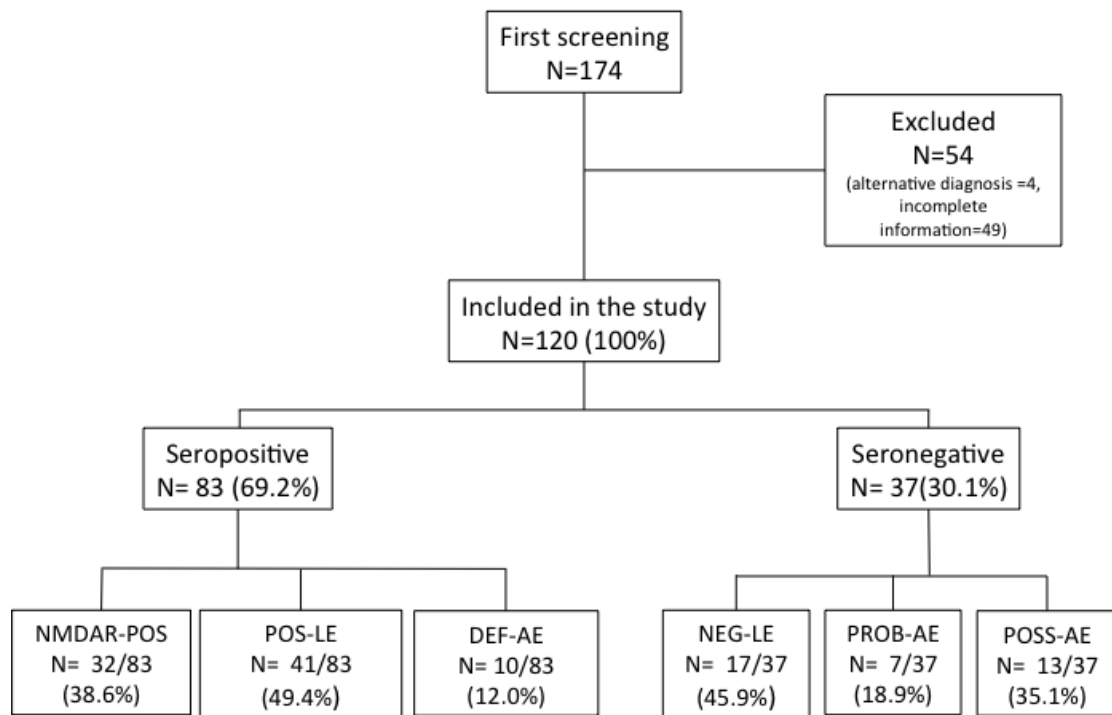 First screening
N=174
Excluded
N=54
(alternative diagnosis =4,
incomplete
information=49)
Included in the study
N=120 (100%)
Seropositive
N= 83 (69.2%)
Seronegative
N= 37(30.1%)
NMDAR-POS
N= 32/83
(38.6%)
POS-LE
N= 41/83
(49.4%)
DEF-AE
N= 10/83
(12.0%)
NEG-LE
N= 17/37
(45.9%)
PROB-AE
N= 7/37
(18.9%)
POSS-AE
N= 13/37
(35.1%)